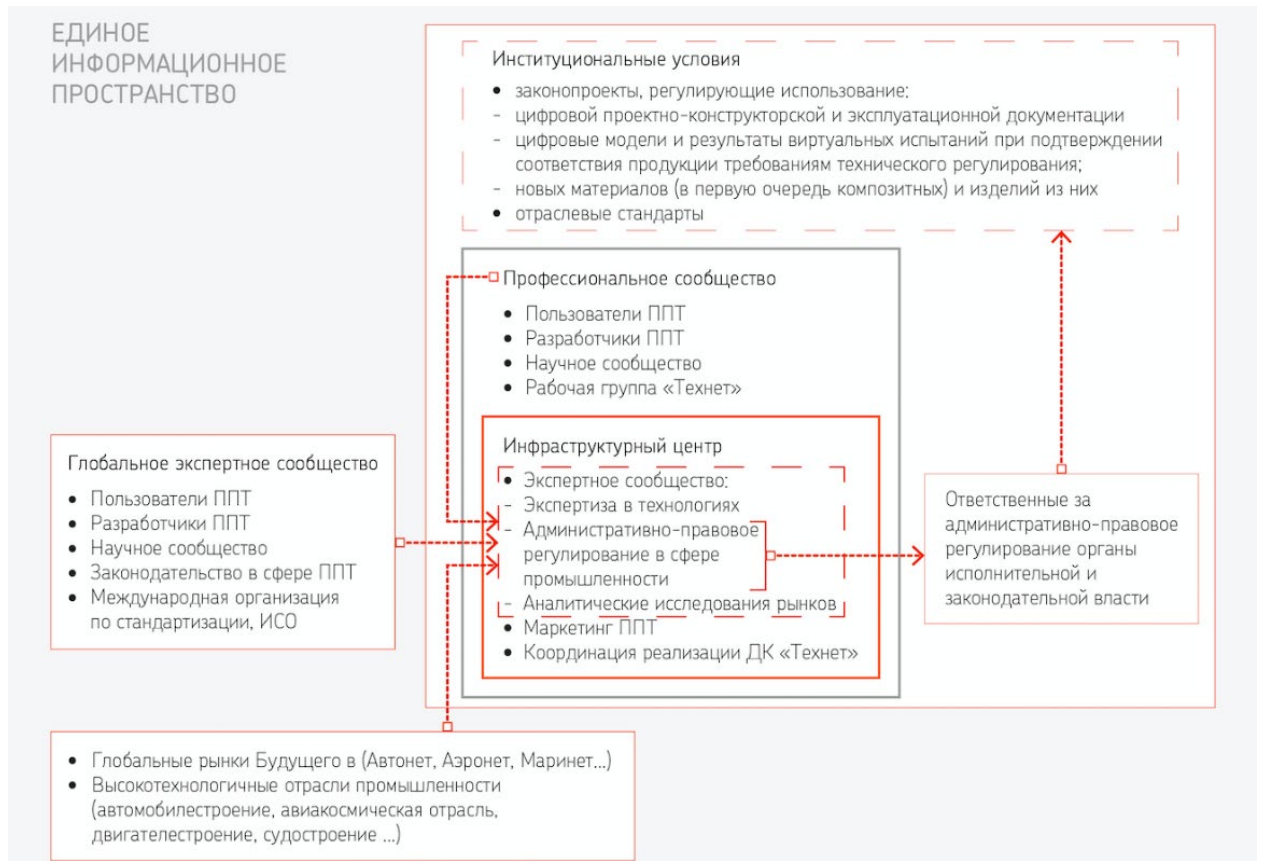 ЕДИНОЕ
ИНФОРМАЦИОННОЕ
ПРОСТРАНСТВО
Институциональные условия
• законопроекты, регулирующие использование:
- цифровой проектно-конструкторской и эксплуатационной документации
- цифровые модели и результаты виртуальных испытаний при подтверждении
соответствия продукции требованиям технического регулирования;
- новых материалов (в первую очередь композитных) и изделий из них
• отраслевые стандарты
Профессиональное сообщество
• Пользователи ППТ
• Разработчики ППТ
• Научное сообщество
• Рабочая группа «Технет»
Инфраструктурный центр
• Экспертное сообщество:
- Экспертиза в технологиях
- Административно-правовое
регулирование в сфере
промышленности
- Аналитические исследования рынков
• Маркетинг ППТ
• Координация реализации ДК «Технет»
Глобальное экспертное сообщество
• Пользователи ППТ
• Разработчики ППТ
• Научное сообщество
• Законодательство в сфере ППТ
• Международная организация
по стандартизации, ИСО
Ответственные за
административно-правовое
регулирование органы
исполнительной и
законодательной власти
• Глобальные рынки Будущего в (Автонет, Аэронет, Маринет...)
• Высокотехнологичные отрасли промышленности
(автомобилестроение, авиакосмическая отрасль,
двигателестроение, судостроение ...)